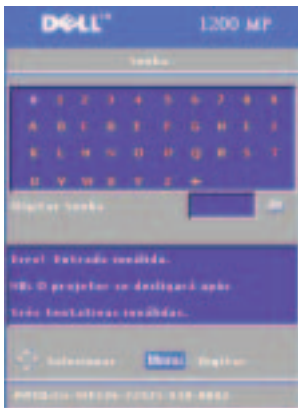 DELL™ 1200 MP
Senha
0 1 2 3 4 5 6 7 8 9
A B C D E F G H I J
K L M N O P Q R S T
U V W X Y Z ←
Digitar senha
Erro! Entrada inválida.
NB: O projetor se desligará após
três tentativas inválidas.
Selecionar Menu Digitar